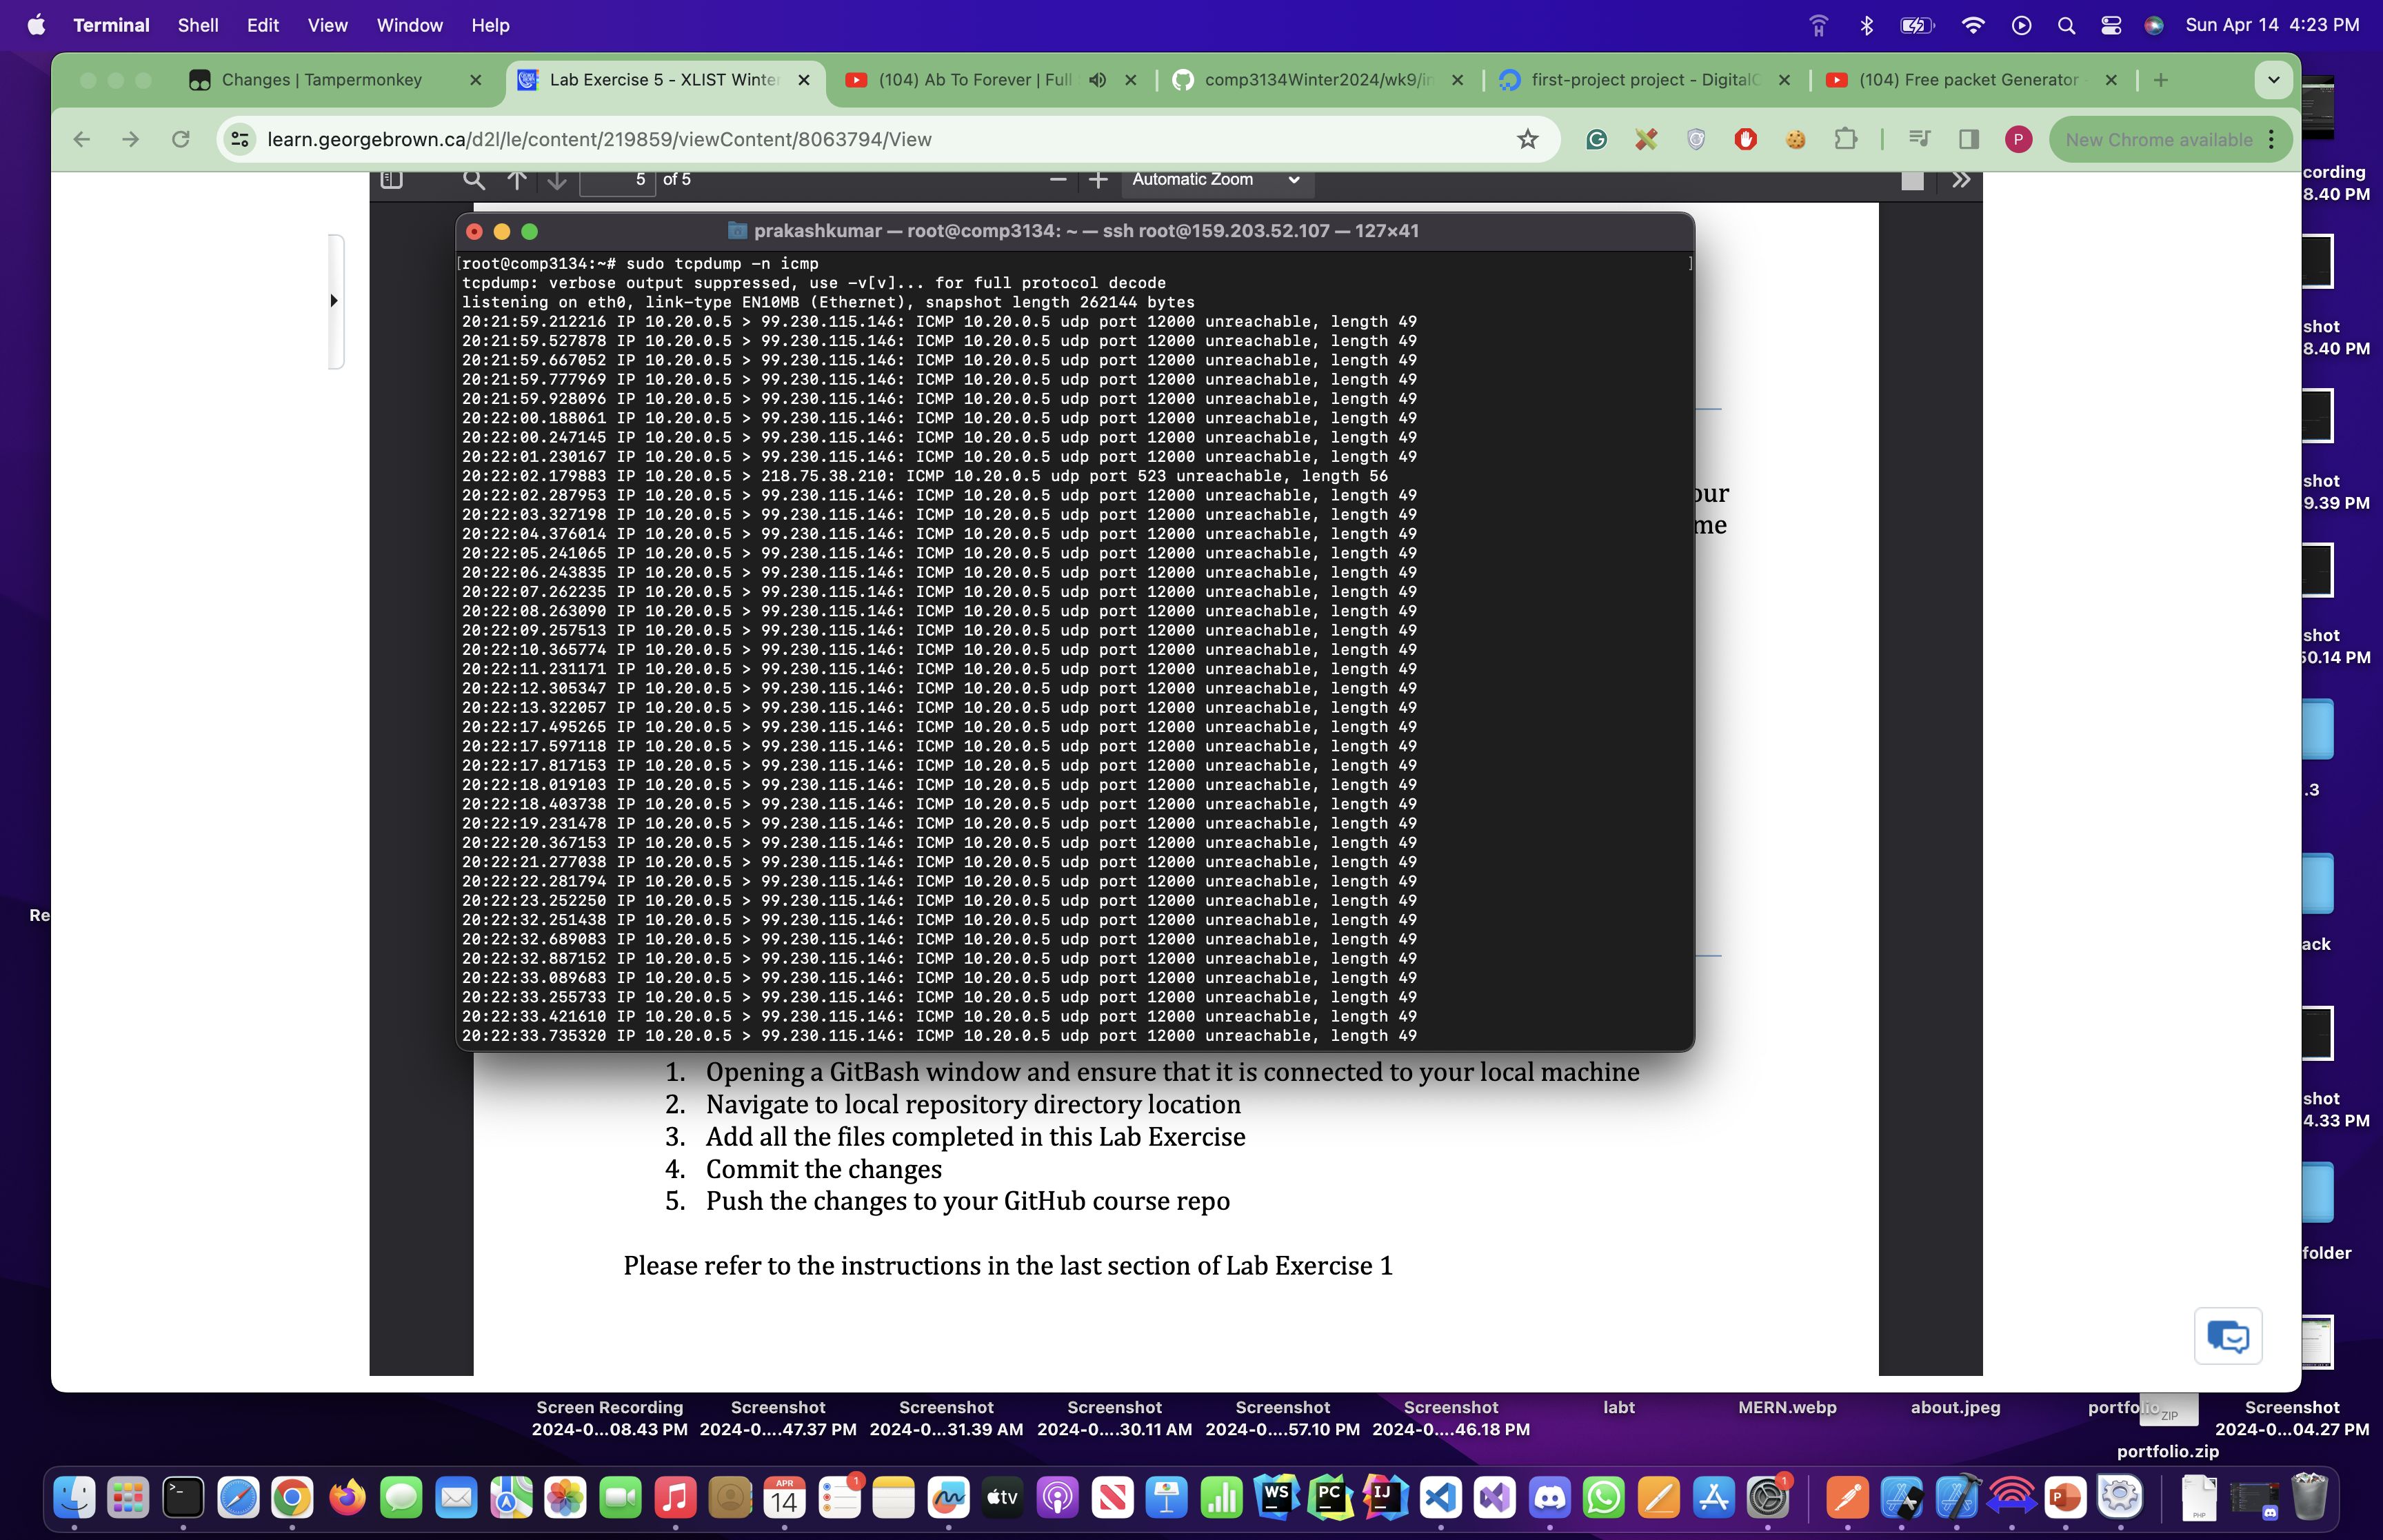 Terminal Shell Edit View Window Help Sun Apr 14 4:23 PM
Changes | Tampermonkey
Lab Exercise 5 - XLIST Winter
(104) Ab To Forever | Full
comp3134Winter2024/wk9/in
first-project project - DigitalO
(104) Free packet Generator
learn.georgebrown.ca/d2l/le/content/219859/viewContent/8063794/View
P
New Chrome available
5 of 5
Automatic Zoom
prakashkumar — root@comp3134: ~ — ssh root@159.203.52.107 — 127×41
[root@comp3134:~# sudo tcpdump -n icmp ]
tcpdump: verbose output suppressed, use -v[v]... for full protocol decode
listening on eth0, link-type EN10MB (Ethernet), snapshot length 262144 bytes
20:21:59.212216 IP 10.20.0.5 > 99.230.115.146: ICMP 10.20.0.5 udp port 12000 unreachable, length 49
20:21:59.527878 IP 10.20.0.5 > 99.230.115.146: ICMP 10.20.0.5 udp port 12000 unreachable, length 49
20:21:59.667052 IP 10.20.0.5 > 99.230.115.146: ICMP 10.20.0.5 udp port 12000 unreachable, length 49
20:21:59.777969 IP 10.20.0.5 > 99.230.115.146: ICMP 10.20.0.5 udp port 12000 unreachable, length 49
20:21:59.928096 IP 10.20.0.5 > 99.230.115.146: ICMP 10.20.0.5 udp port 12000 unreachable, length 49
20:22:00.188061 IP 10.20.0.5 > 99.230.115.146: ICMP 10.20.0.5 udp port 12000 unreachable, length 49
20:22:00.247145 IP 10.20.0.5 > 99.230.115.146: ICMP 10.20.0.5 udp port 12000 unreachable, length 49
20:22:01.230167 IP 10.20.0.5 > 99.230.115.146: ICMP 10.20.0.5 udp port 12000 unreachable, length 49
20:22:02.179883 IP 10.20.0.5 > 218.75.38.210: ICMP 10.20.0.5 udp port 523 unreachable, length 56
20:22:02.287953 IP 10.20.0.5 > 99.230.115.146: ICMP 10.20.0.5 udp port 12000 unreachable, length 49
20:22:03.327198 IP 10.20.0.5 > 99.230.115.146: ICMP 10.20.0.5 udp port 12000 unreachable, length 49
20:22:04.376014 IP 10.20.0.5 > 99.230.115.146: ICMP 10.20.0.5 udp port 12000 unreachable, length 49
20:22:05.241065 IP 10.20.0.5 > 99.230.115.146: ICMP 10.20.0.5 udp port 12000 unreachable, length 49
20:22:06.243835 IP 10.20.0.5 > 99.230.115.146: ICMP 10.20.0.5 udp port 12000 unreachable, length 49
20:22:07.262235 IP 10.20.0.5 > 99.230.115.146: ICMP 10.20.0.5 udp port 12000 unreachable, length 49
20:22:08.263090 IP 10.20.0.5 > 99.230.115.146: ICMP 10.20.0.5 udp port 12000 unreachable, length 49
20:22:09.257513 IP 10.20.0.5 > 99.230.115.146: ICMP 10.20.0.5 udp port 12000 unreachable, length 49
20:22:10.365774 IP 10.20.0.5 > 99.230.115.146: ICMP 10.20.0.5 udp port 12000 unreachable, length 49
20:22:11.231171 IP 10.20.0.5 > 99.230.115.146: ICMP 10.20.0.5 udp port 12000 unreachable, length 49
20:22:12.305347 IP 10.20.0.5 > 99.230.115.146: ICMP 10.20.0.5 udp port 12000 unreachable, length 49
20:22:13.322057 IP 10.20.0.5 > 99.230.115.146: ICMP 10.20.0.5 udp port 12000 unreachable, length 49
20:22:17.495265 IP 10.20.0.5 > 99.230.115.146: ICMP 10.20.0.5 udp port 12000 unreachable, length 49
20:22:17.597118 IP 10.20.0.5 > 99.230.115.146: ICMP 10.20.0.5 udp port 12000 unreachable, length 49
20:22:17.817153 IP 10.20.0.5 > 99.230.115.146: ICMP 10.20.0.5 udp port 12000 unreachable, length 49
20:22:18.019103 IP 10.20.0.5 > 99.230.115.146: ICMP 10.20.0.5 udp port 12000 unreachable, length 49
20:22:18.403738 IP 10.20.0.5 > 99.230.115.146: ICMP 10.20.0.5 udp port 12000 unreachable, length 49
20:22:19.231478 IP 10.20.0.5 > 99.230.115.146: ICMP 10.20.0.5 udp port 12000 unreachable, length 49
20:22:20.367153 IP 10.20.0.5 > 99.230.115.146: ICMP 10.20.0.5 udp port 12000 unreachable, length 49
20:22:21.277038 IP 10.20.0.5 > 99.230.115.146: ICMP 10.20.0.5 udp port 12000 unreachable, length 49
20:22:22.281794 IP 10.20.0.5 > 99.230.115.146: ICMP 10.20.0.5 udp port 12000 unreachable, length 49
20:22:23.252250 IP 10.20.0.5 > 99.230.115.146: ICMP 10.20.0.5 udp port 12000 unreachable, length 49
20:22:32.251438 IP 10.20.0.5 > 99.230.115.146: ICMP 10.20.0.5 udp port 12000 unreachable, length 49
20:22:32.689083 IP 10.20.0.5 > 99.230.115.146: ICMP 10.20.0.5 udp port 12000 unreachable, length 49
20:22:32.887152 IP 10.20.0.5 > 99.230.115.146: ICMP 10.20.0.5 udp port 12000 unreachable, length 49
20:22:33.089683 IP 10.20.0.5 > 99.230.115.146: ICMP 10.20.0.5 udp port 12000 unreachable, length 49
20:22:33.255733 IP 10.20.0.5 > 99.230.115.146: ICMP 10.20.0.5 udp port 12000 unreachable, length 49
20:22:33.421610 IP 10.20.0.5 > 99.230.115.146: ICMP 10.20.0.5 udp port 12000 unreachable, length 49
20:22:33.735320 IP 10.20.0.5 > 99.230.115.146: ICMP 10.20.0.5 udp port 12000 unreachable, length 49
our
me
1. Opening a GitBash window and ensure that it is connected to your local machine
2. Navigate to local repository directory location
3. Add all the files completed in this Lab Exercise
4. Commit the changes
5. Push the changes to your GitHub course repo
Please refer to the instructions in the last section of Lab Exercise 1
cording
8.40 PM
shot
8.40 PM
shot
9.39 PM
shot
50.14 PM
.3
Re
ack
shot
4.33 PM
folder
Screen Recording
2024-0...08.43 PM
Screenshot
2024-0....47.37 PM
Screenshot
2024-0...31.39 AM
Screenshot
2024-0....30.11 AM
Screenshot
2024-0....57.10 PM
Screenshot
2024-0....46.18 PM
labt
MERN.webp
about.jpeg
portfolio
ZIP
portfolio.zip
Screenshot
2024-0...04.27 PM
APR
14
1
tv
WS
PC
IJ
1
P
PHP